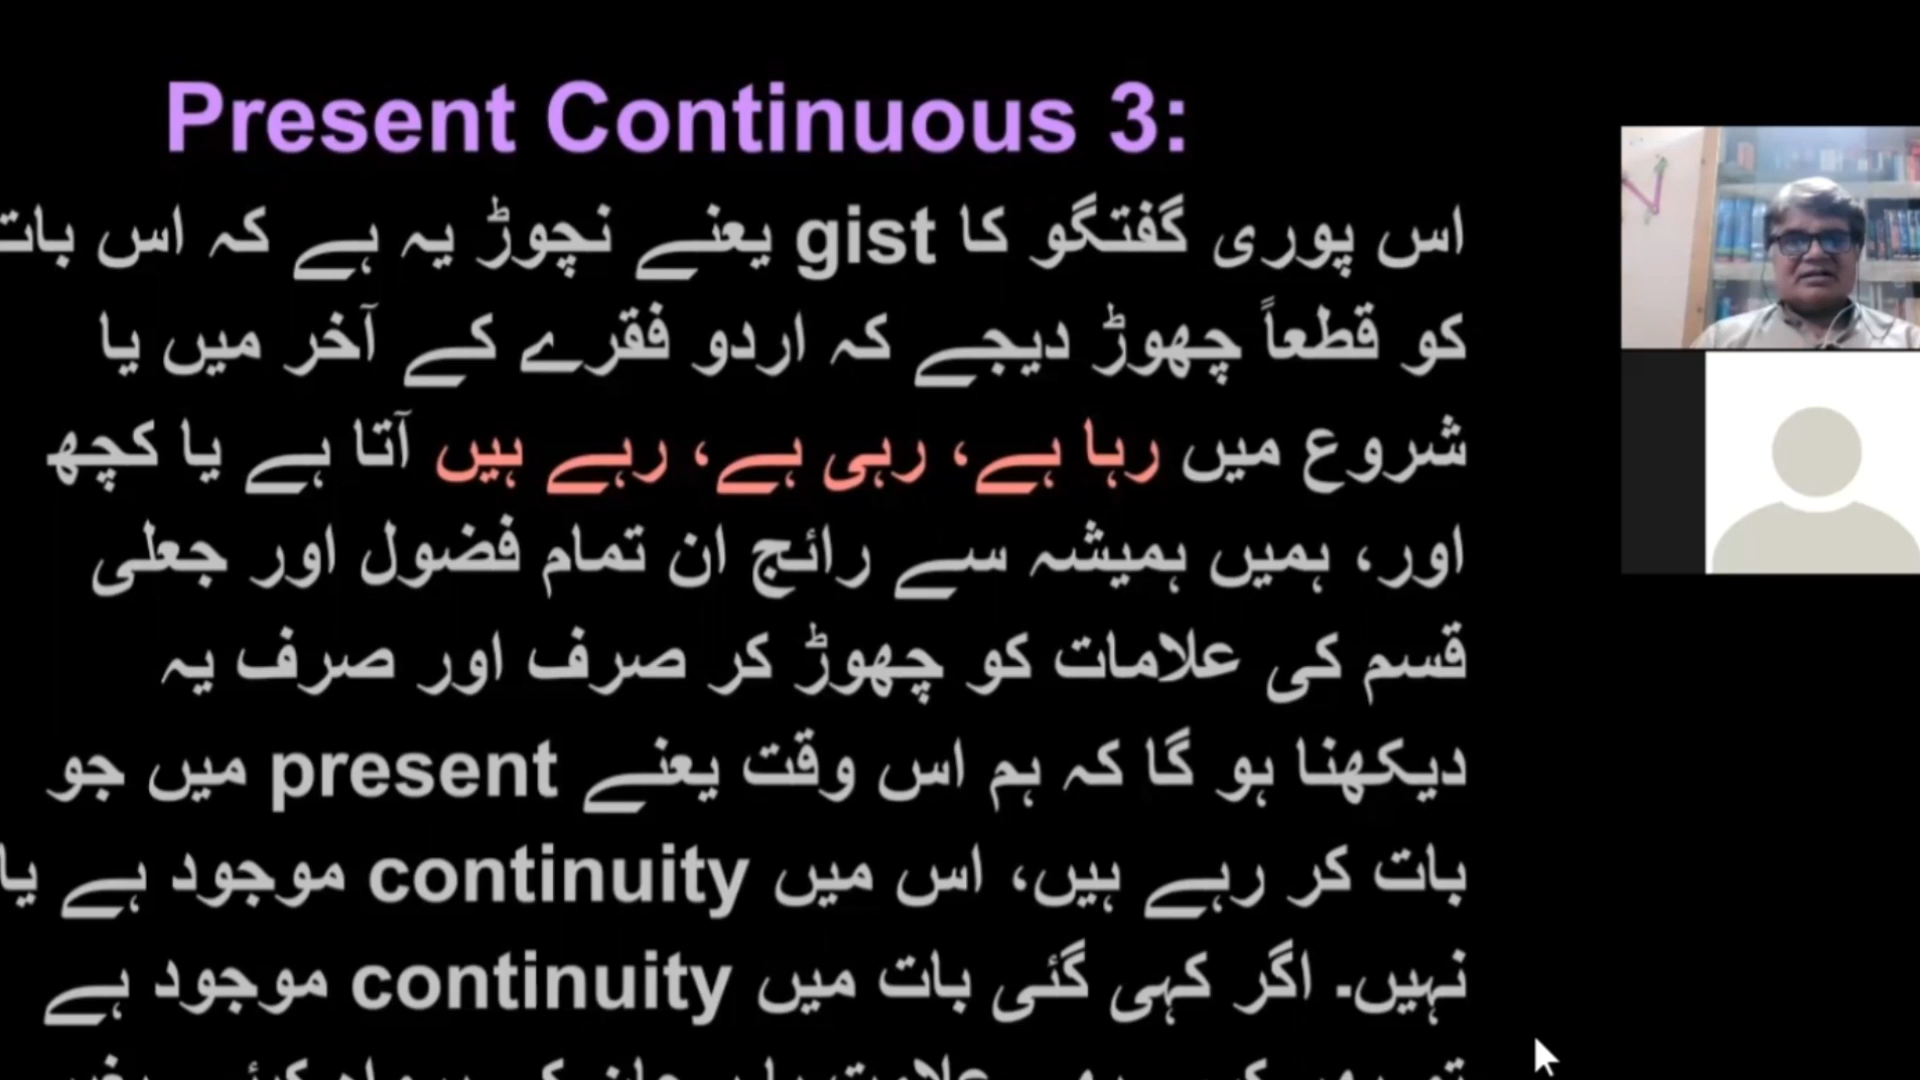 Present Continuous 3:
اس پوری گفتگو کا gist یعنے نچوڑ یہ ہے کہ اس بات
کو قطعاً چھوڑ دیجے کہ اردو فقرے کے آخر میں یا
شروع میں رہا ہے، رہی ہے، رہے ہیں آتا ہے یا کچھ
اور، ہمیں ہمیشہ سے رائج ان تمام فضول اور جعلی
قسم کی علامات کو چھوڑ کر صرف اور صرف یہ
دیکھنا ہو گا کہ ہم اس وقت یعنے present میں جو
بات کر رہے ہیں، اس میں continuity موجود ہے یا
نہیں۔ اگر کہی گئی بات میں continuity موجود ہے